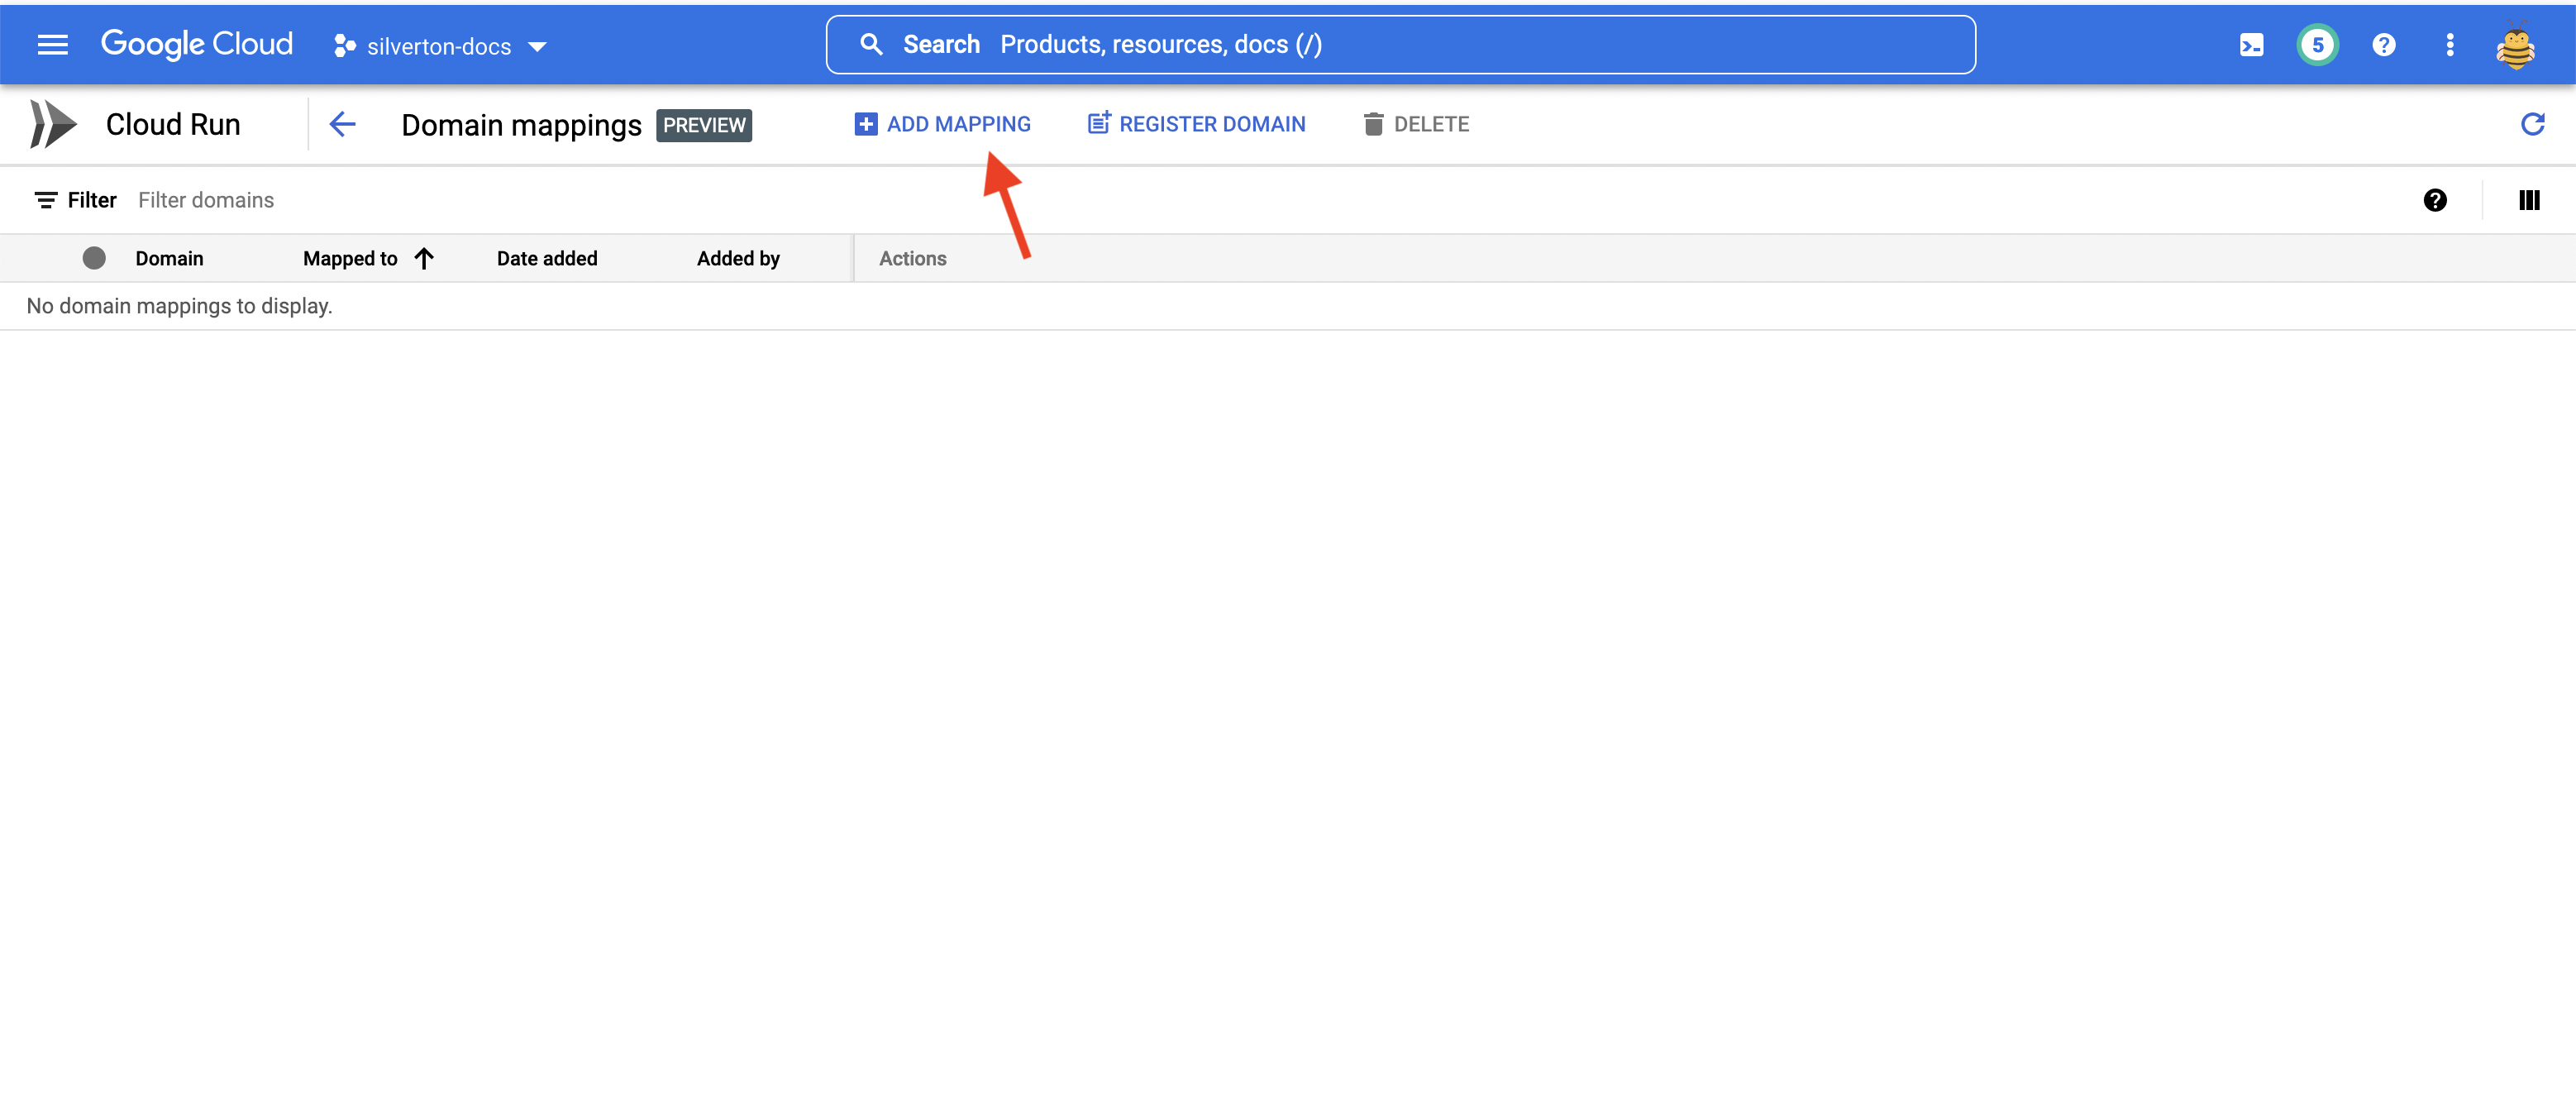 Google Cloud silverton-docs Search Products, resources, docs (/) 5
Cloud Run Domain mappings PREVIEW ADD MAPPING REGISTER DOMAIN DELETE
Filter Filter domains
Domain Mapped to Date added Added by Actions
No domain mappings to display.